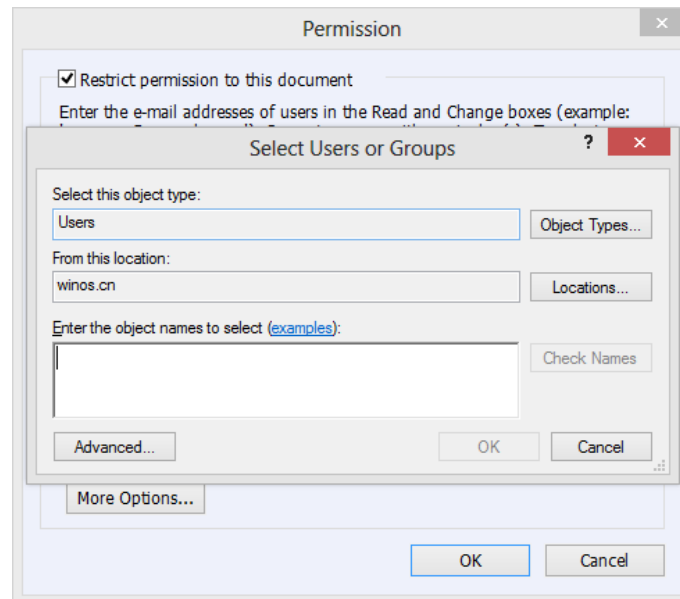 Permission
Restrict permission to this document
Enter the e-mail addresses of users in the Read and Change boxes (example:
Select Users or Groups
?
Select this object type:
Users
Object Types...
From this location:
winos.cn
Locations...
Enter the object names to select (examples):
Check Names
Advanced...
OK
Cancel
More Options...
OK
Cancel